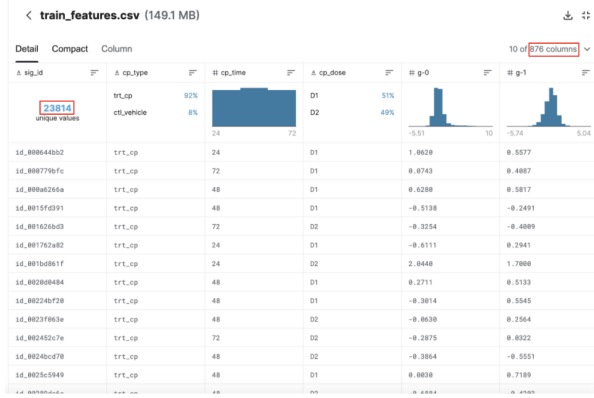 train_features.csv (149.1 MB)
Detail Compact Column 10 of 876 columns
sig_id cp_type # cp_time cp_dose # g-0 # g-1
23814
unique values
trt_cp 92%
ctl_vehicle 8%
24 72
D1 51%
D2 49%
-5.51 10
-5.74 5.04
id_000644bb2 trt_cp 24 D1 1.0620 0.5577
id_000779bfc trt_cp 72 D1 0.0743 0.4087
id_000a6266a trt_cp 48 D1 0.6280 0.5817
id_0015fd391 trt_cp 48 D1 -0.5138 -0.2491
id_001626bd3 trt_cp 72 D2 -0.3254 -0.4009
id_001762a82 trt_cp 24 D1 -0.6111 0.2941
id_001bd861f trt_cp 24 D2 2.0440 1.7000
id_0020d0484 trt_cp 48 D1 0.2711 0.5133
id_00224bf20 trt_cp 48 D1 -0.3014 0.5545
id_0023f063e trt_cp 48 D2 -0.0630 0.2564
id_002452c7e trt_cp 72 D2 -0.2875 0.0322
id_0024bcd70 trt_cp 48 D2 -0.3864 -0.5551
id_0025c5949 trt_cp 48 D1 0.0030 0.7189